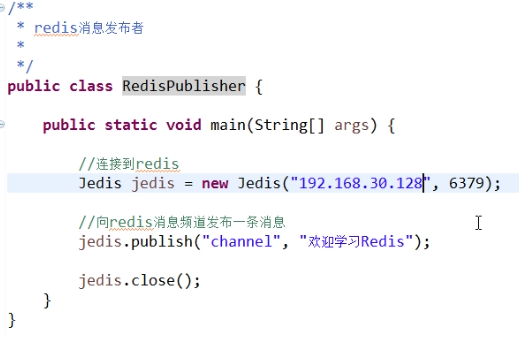 /**
 * redis消息发布者
 *
 */
public class RedisPublisher {
public static void main(String[] args) {
//连接到redis
Jedis jedis = new Jedis("192.168.30.128", 6379);
//向redis消息频道发布一条消息
jedis.publish("channel", "欢迎学习Redis");
jedis.close();
}
}